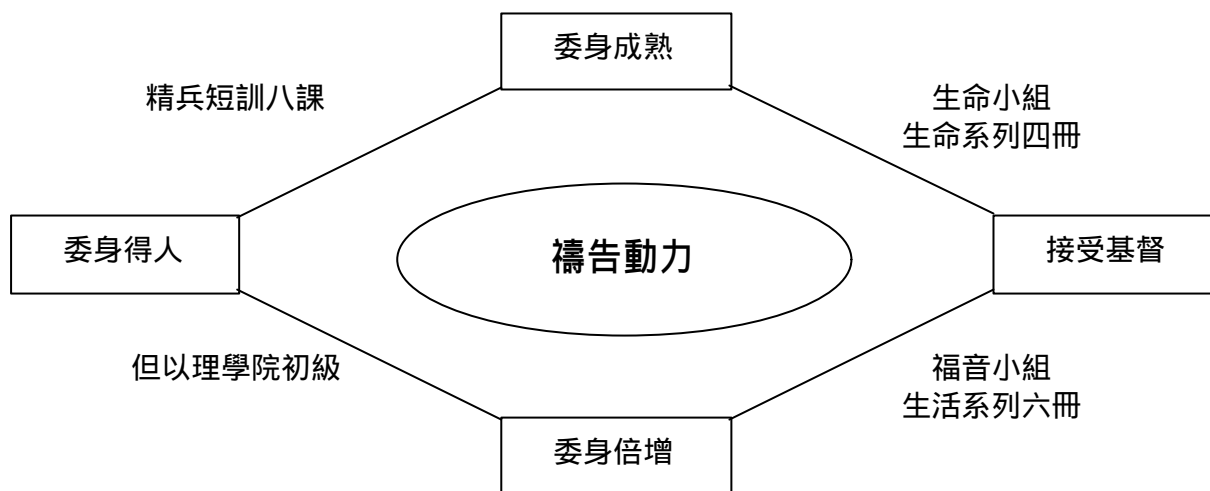 委身成熟
精兵短訓八課
生命小組
生命系列四冊
委身得人
禱告動力
接受基督
但以理學院初級
福音小組
生活系列六冊
委身倍增